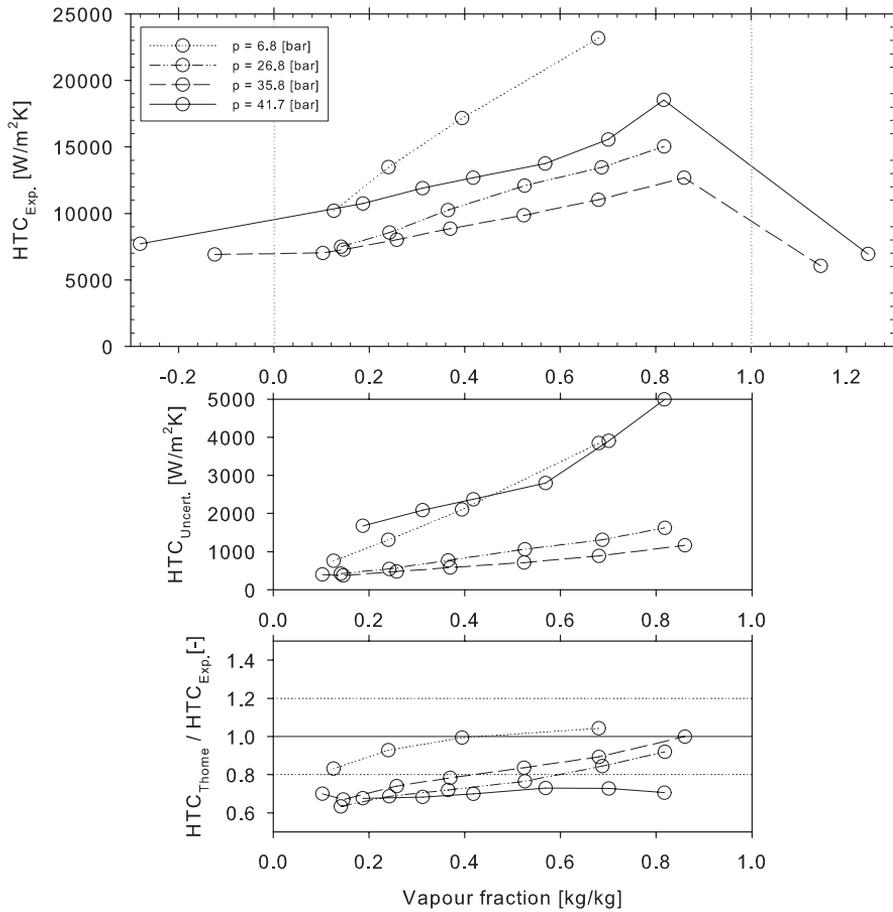 25000
20000
15000
10000
5000
0
HTC_Exp. [W/m²K]
p = 6.8 [bar]
p = 26.8 [bar]
p = 35.8 [bar]
p = 41.7 [bar]
-0.2 0.0 0.2 0.4 0.6 0.8 1.0 1.2
5000
4000
3000
2000
1000
0
HTC_Uncert. [W/m²K]
0.0 0.2 0.4 0.6 0.8 1.0
1.4
1.2
1.0
0.8
0.6
HTC_Thome / HTC_Exp.[-]
0.0 0.2 0.4 0.6 0.8 1.0
Vapour fraction [kg/kg]